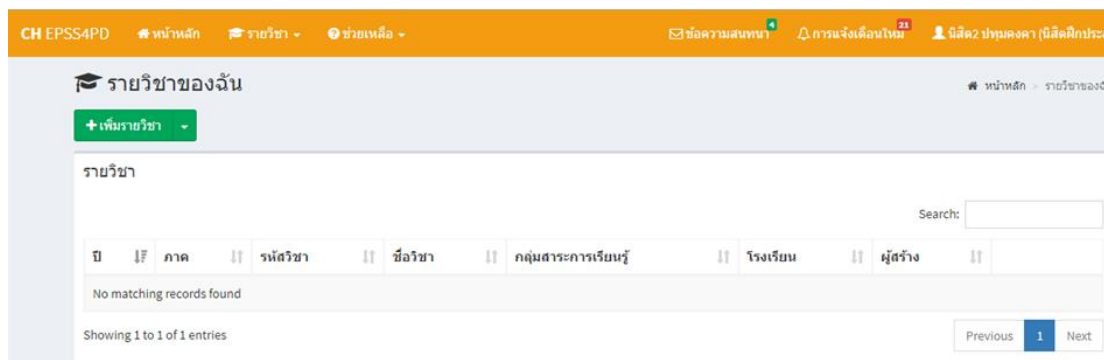 CH EPSS4PD หน้าหลัก รายวิชา ช่วยเหลือ ข้อความสนทนา 4 การแจ้งเตือนใหม่ 21 นิสิต2 ปทุมคงคา (นิสิตฝึกประส
รายวิชาของฉัน หน้าหลัก > รายวิชาของฉ
+ เพิ่มรายวิชา
รายวิชา
Search:
ปี ภาค รหัสวิชา ชื่อวิชา กลุ่มสาระการเรียนรู้ โรงเรียน ผู้สร้าง
No matching records found
Showing 1 to 1 of 1 entries Previous 1 Next